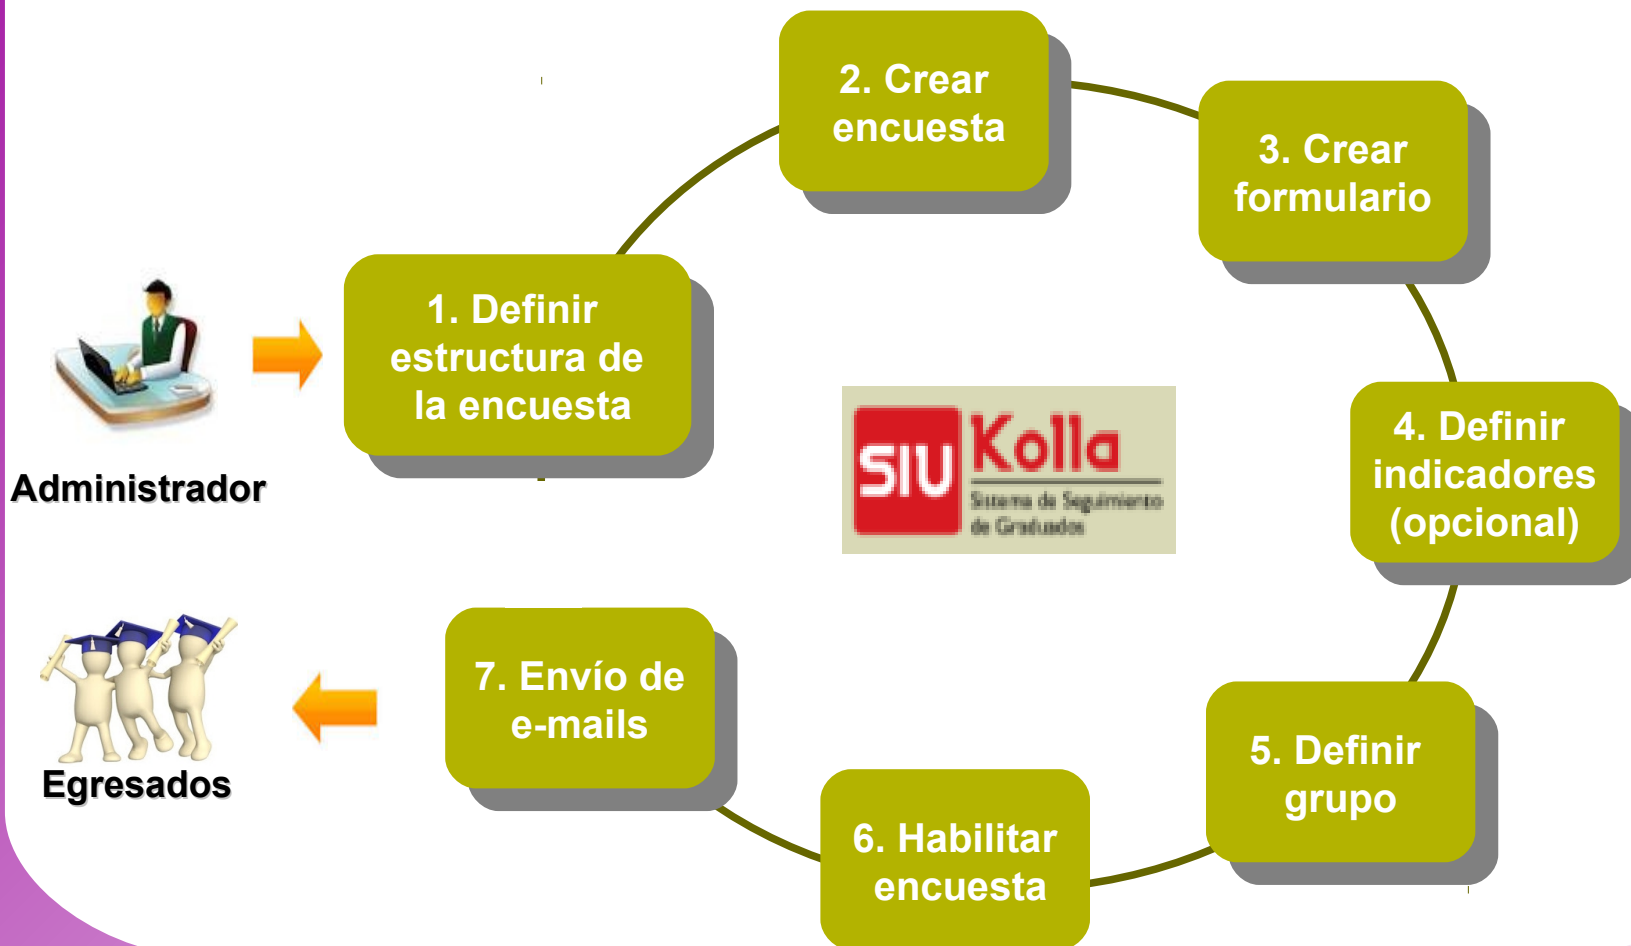 2. Crear
encuesta
3. Crear
formulario
1. Definir
estructura de
la encuesta
Administrador
SIU
Kolla
Sistema de Seguimiento
de Graduados
4. Definir
indicadores
(opcional)
7. Envío de
e-mails
Egresados
5. Definir
grupo
6. Habilitar
encuesta